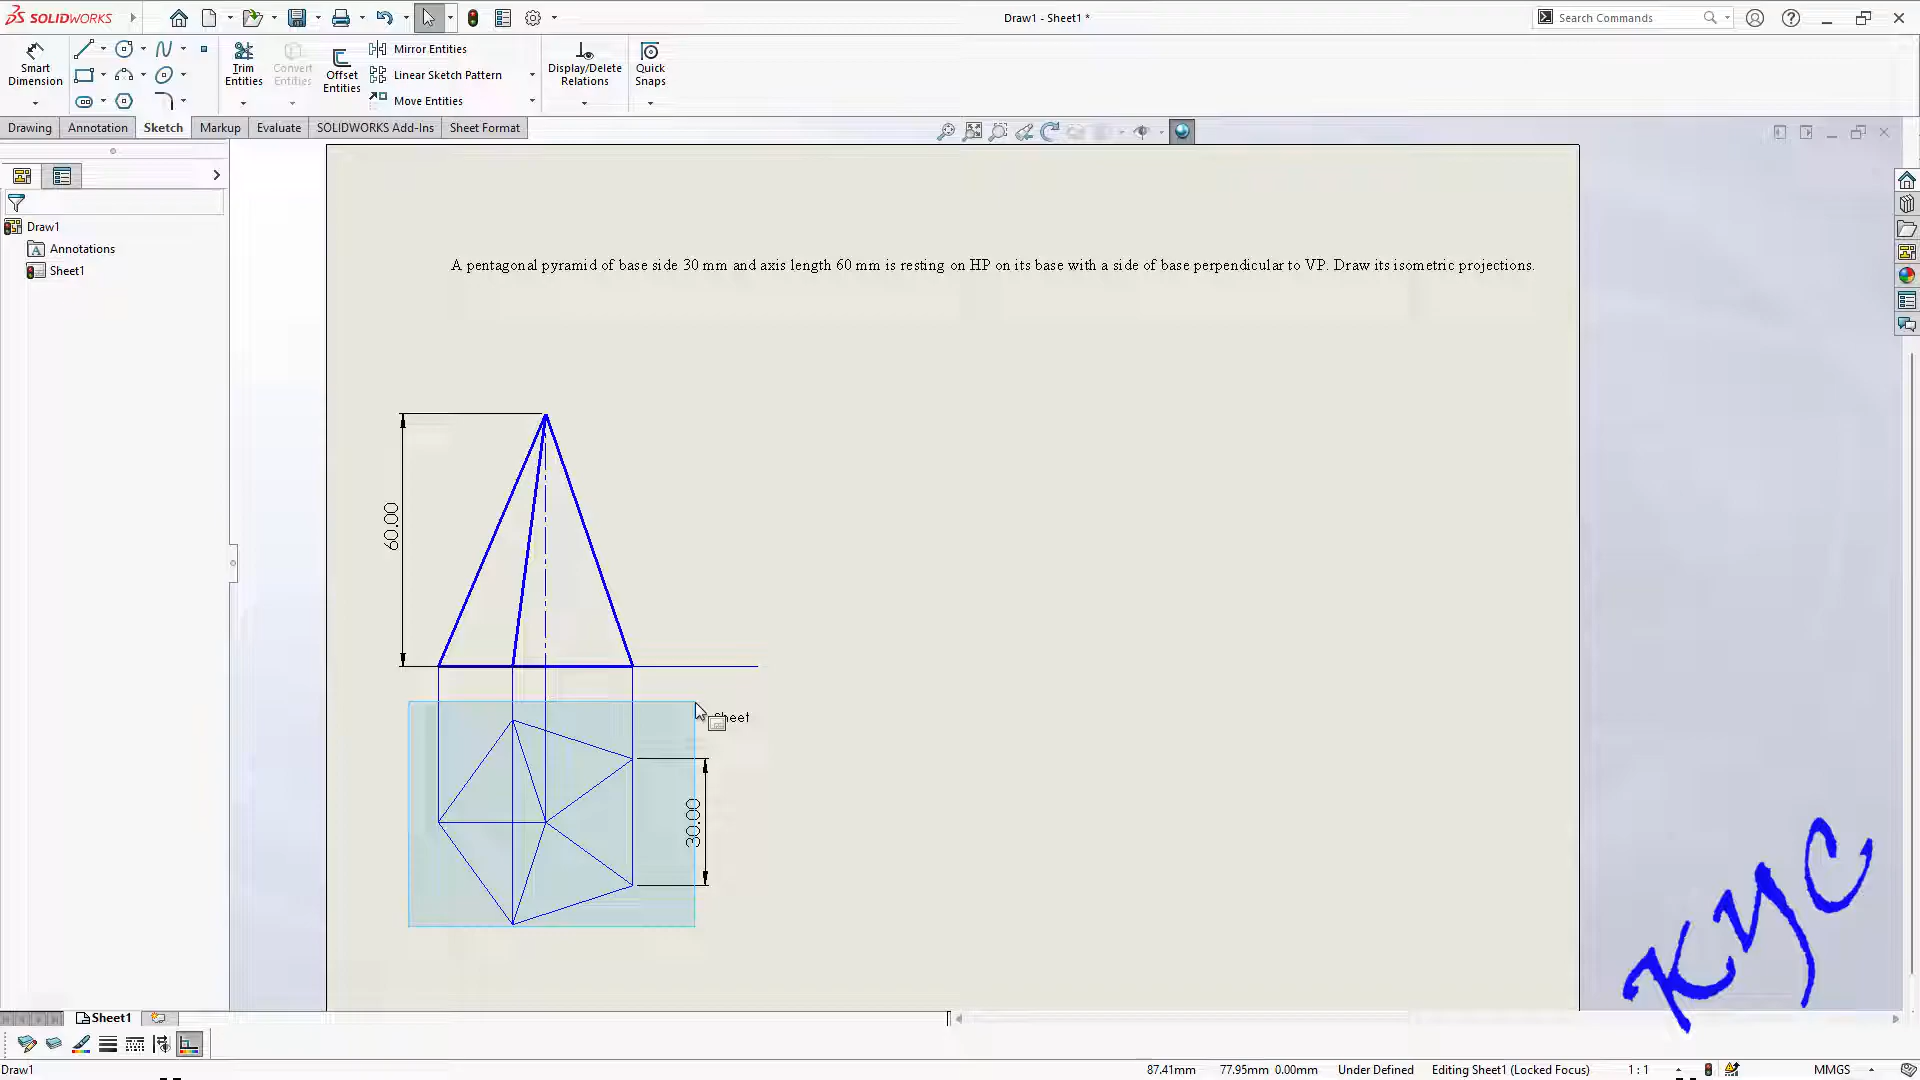 SOLIDWORKS
Draw1 - Sheet1 *
Search Commands
Smart Dimension
Trim Entities
Convert Entities
Offset Entities
Mirror Entities
Linear Sketch Pattern
Move Entities
Display/Delete Relations
Quick Snaps
Drawing Annotation Sketch Markup Evaluate SOLIDWORKS Add-Ins Sheet Format
Draw1
Annotations
Sheet1
A pentagonal pyramid of base side 30 mm and axis length 60 mm is resting on HP on its base with a side of base perpendicular to VP. Draw its isometric projections.
60.00
Sheet
30.00
KYC
Sheet1
Draw1 87.41mm 77.95mm 0.00mm Under Defined Editing Sheet1 (Locked Focus) 1 : 1 MMGS